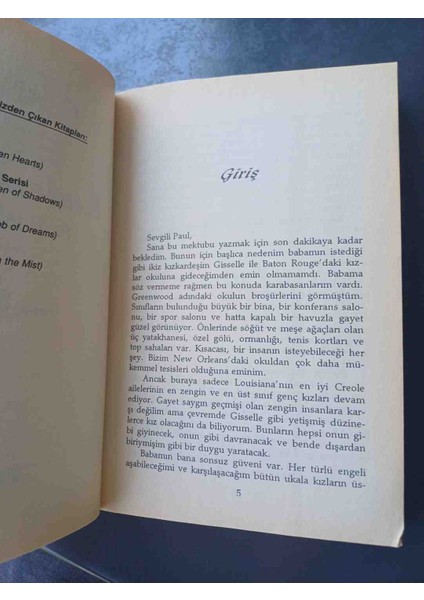 izden Çıkan Kitapları:
en Hearts)
Serisi
en of Shadows)
b of Dreams)
the Mist)
Giriş
Sevgili Paul,
Sana bu mektubu yazmak için son dakikaya kadar
bekledim. Bunun için başlıca nedenim babamın istediği
gibi ikiz kızkardeşim Gisselle ile Baton Rouge'daki kız-
lar okuluna gideceğimden emin olmamamdı. Babama
söz vermeme rağmen bu konuda karabasanlarım vardı.
Greenwood adındaki okulun broşürlerini görmüştüm.
Sınıfların bulunduğu büyük bir bina, bir konferans salo-
nu, bir spor salonu ve hatta kapalı bir havuzla gayet
güzel görünüyor. Önlerinde söğüt ve meşe ağaçları olan
üç yatakhanesi, özel gölü, ormanlığı, tenis kortları ve
top sahaları var. Kısacası, bir insanın isteyebileceği her
şey. Bizim New Orleans'daki okuldan çok daha mü-
kemmel tesisleri olduğuna eminim.
Ancak buraya sadece Louisiana'nın en iyi Creole
ailelerinin en zengin ve en üst sınıf genç kızları devam
ediyor. Gayet saygın geçmişi olan zengin insanlara kar-
şı değilim ama çevremde Gisselle gibi yetişmiş düzine-
lerce kız olacağını da biliyorum. Bunların hepsi onun gi-
bi giyinecek, onun gibi davranacak ve bende dışardan
biriymişim gibi bir duygu yaratacak.
Babamın bana sonsuz güveni var. Her türlü engeli
aşabileceğimi ve karşılaşacağım bütün ukala kızların üs-
5